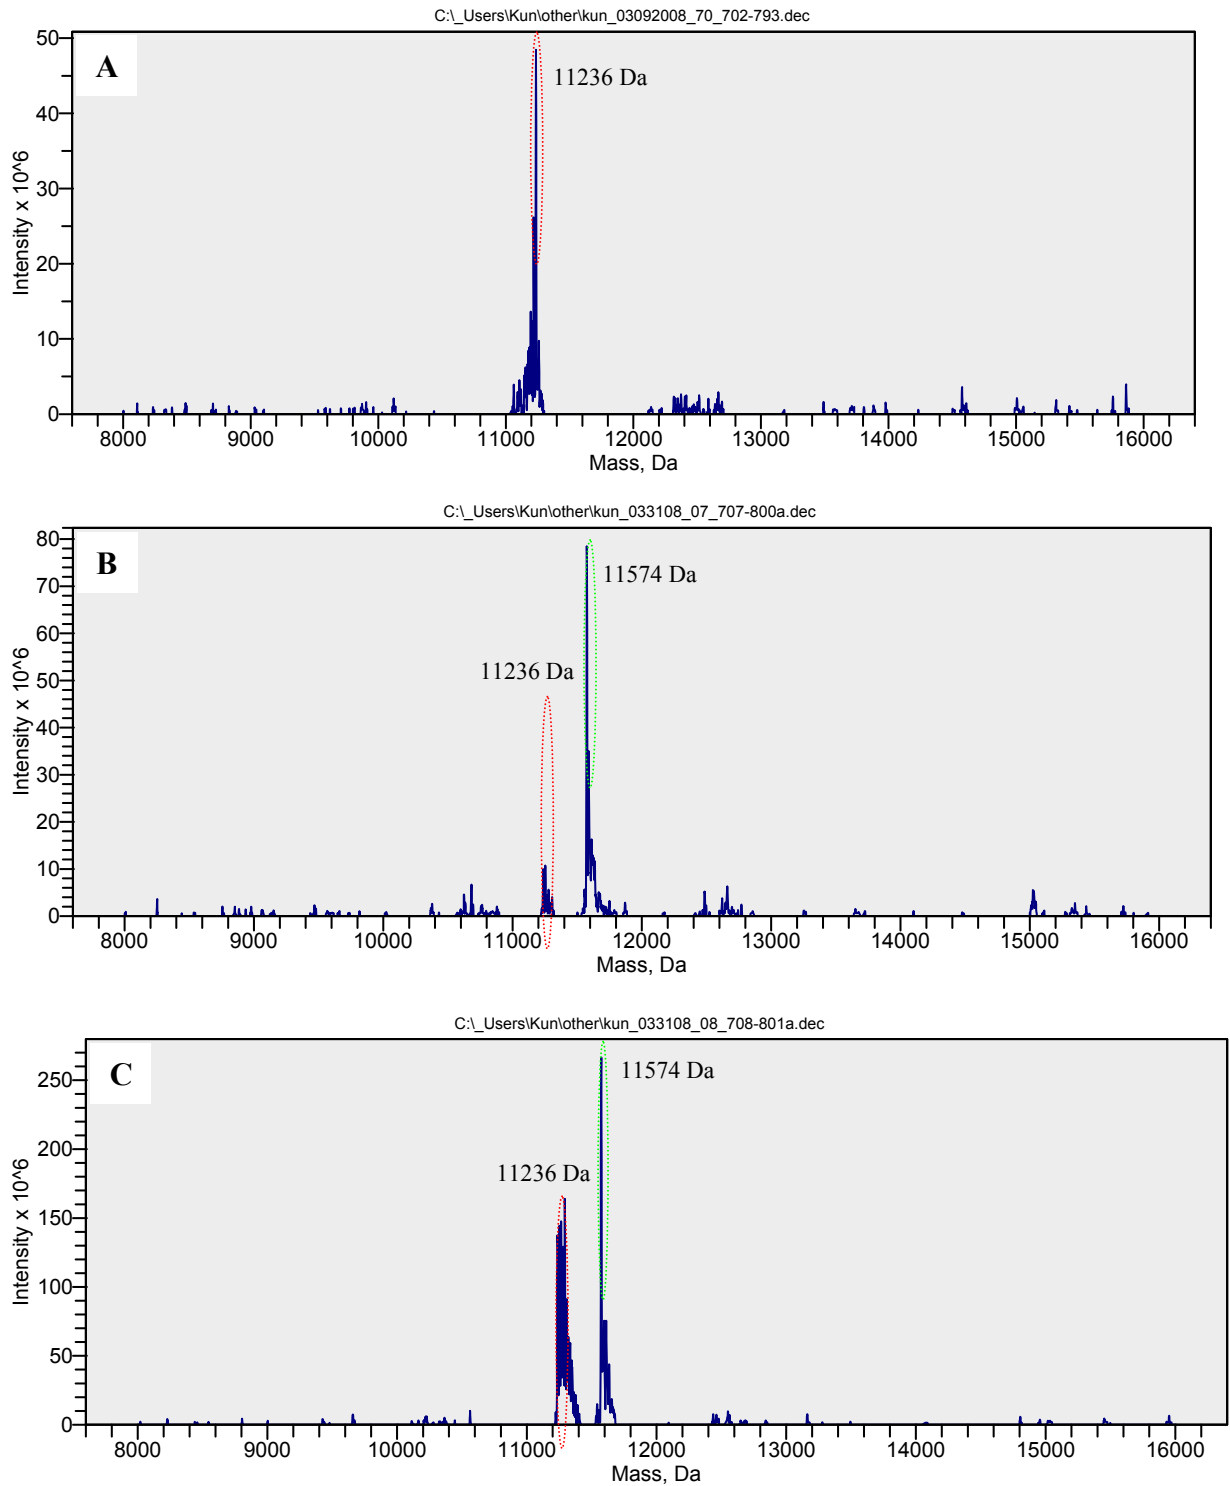 C:\_Users\Kun\other\kun_03092008_70_702-793.dec
A
11236 Da
Intensity x 10^6
50
40
30
20
10
0
8000 9000 10000 11000 12000 13000 14000 15000 16000
Mass, Da
C:\_Users\Kun\other\kun_033108_07_707-800a.dec
B
11574 Da
11236 Da
Intensity x 10^6
80
70
60
50
40
30
20
10
0
8000 9000 10000 11000 12000 13000 14000 15000 16000
Mass, Da
C:\_Users\Kun\other\kun_033108_08_708-801a.dec
C
11574 Da
11236 Da
Intensity x 10^6
250
200
150
100
50
0
8000 9000 10000 11000 12000 13000 14000 15000 16000
Mass, Da